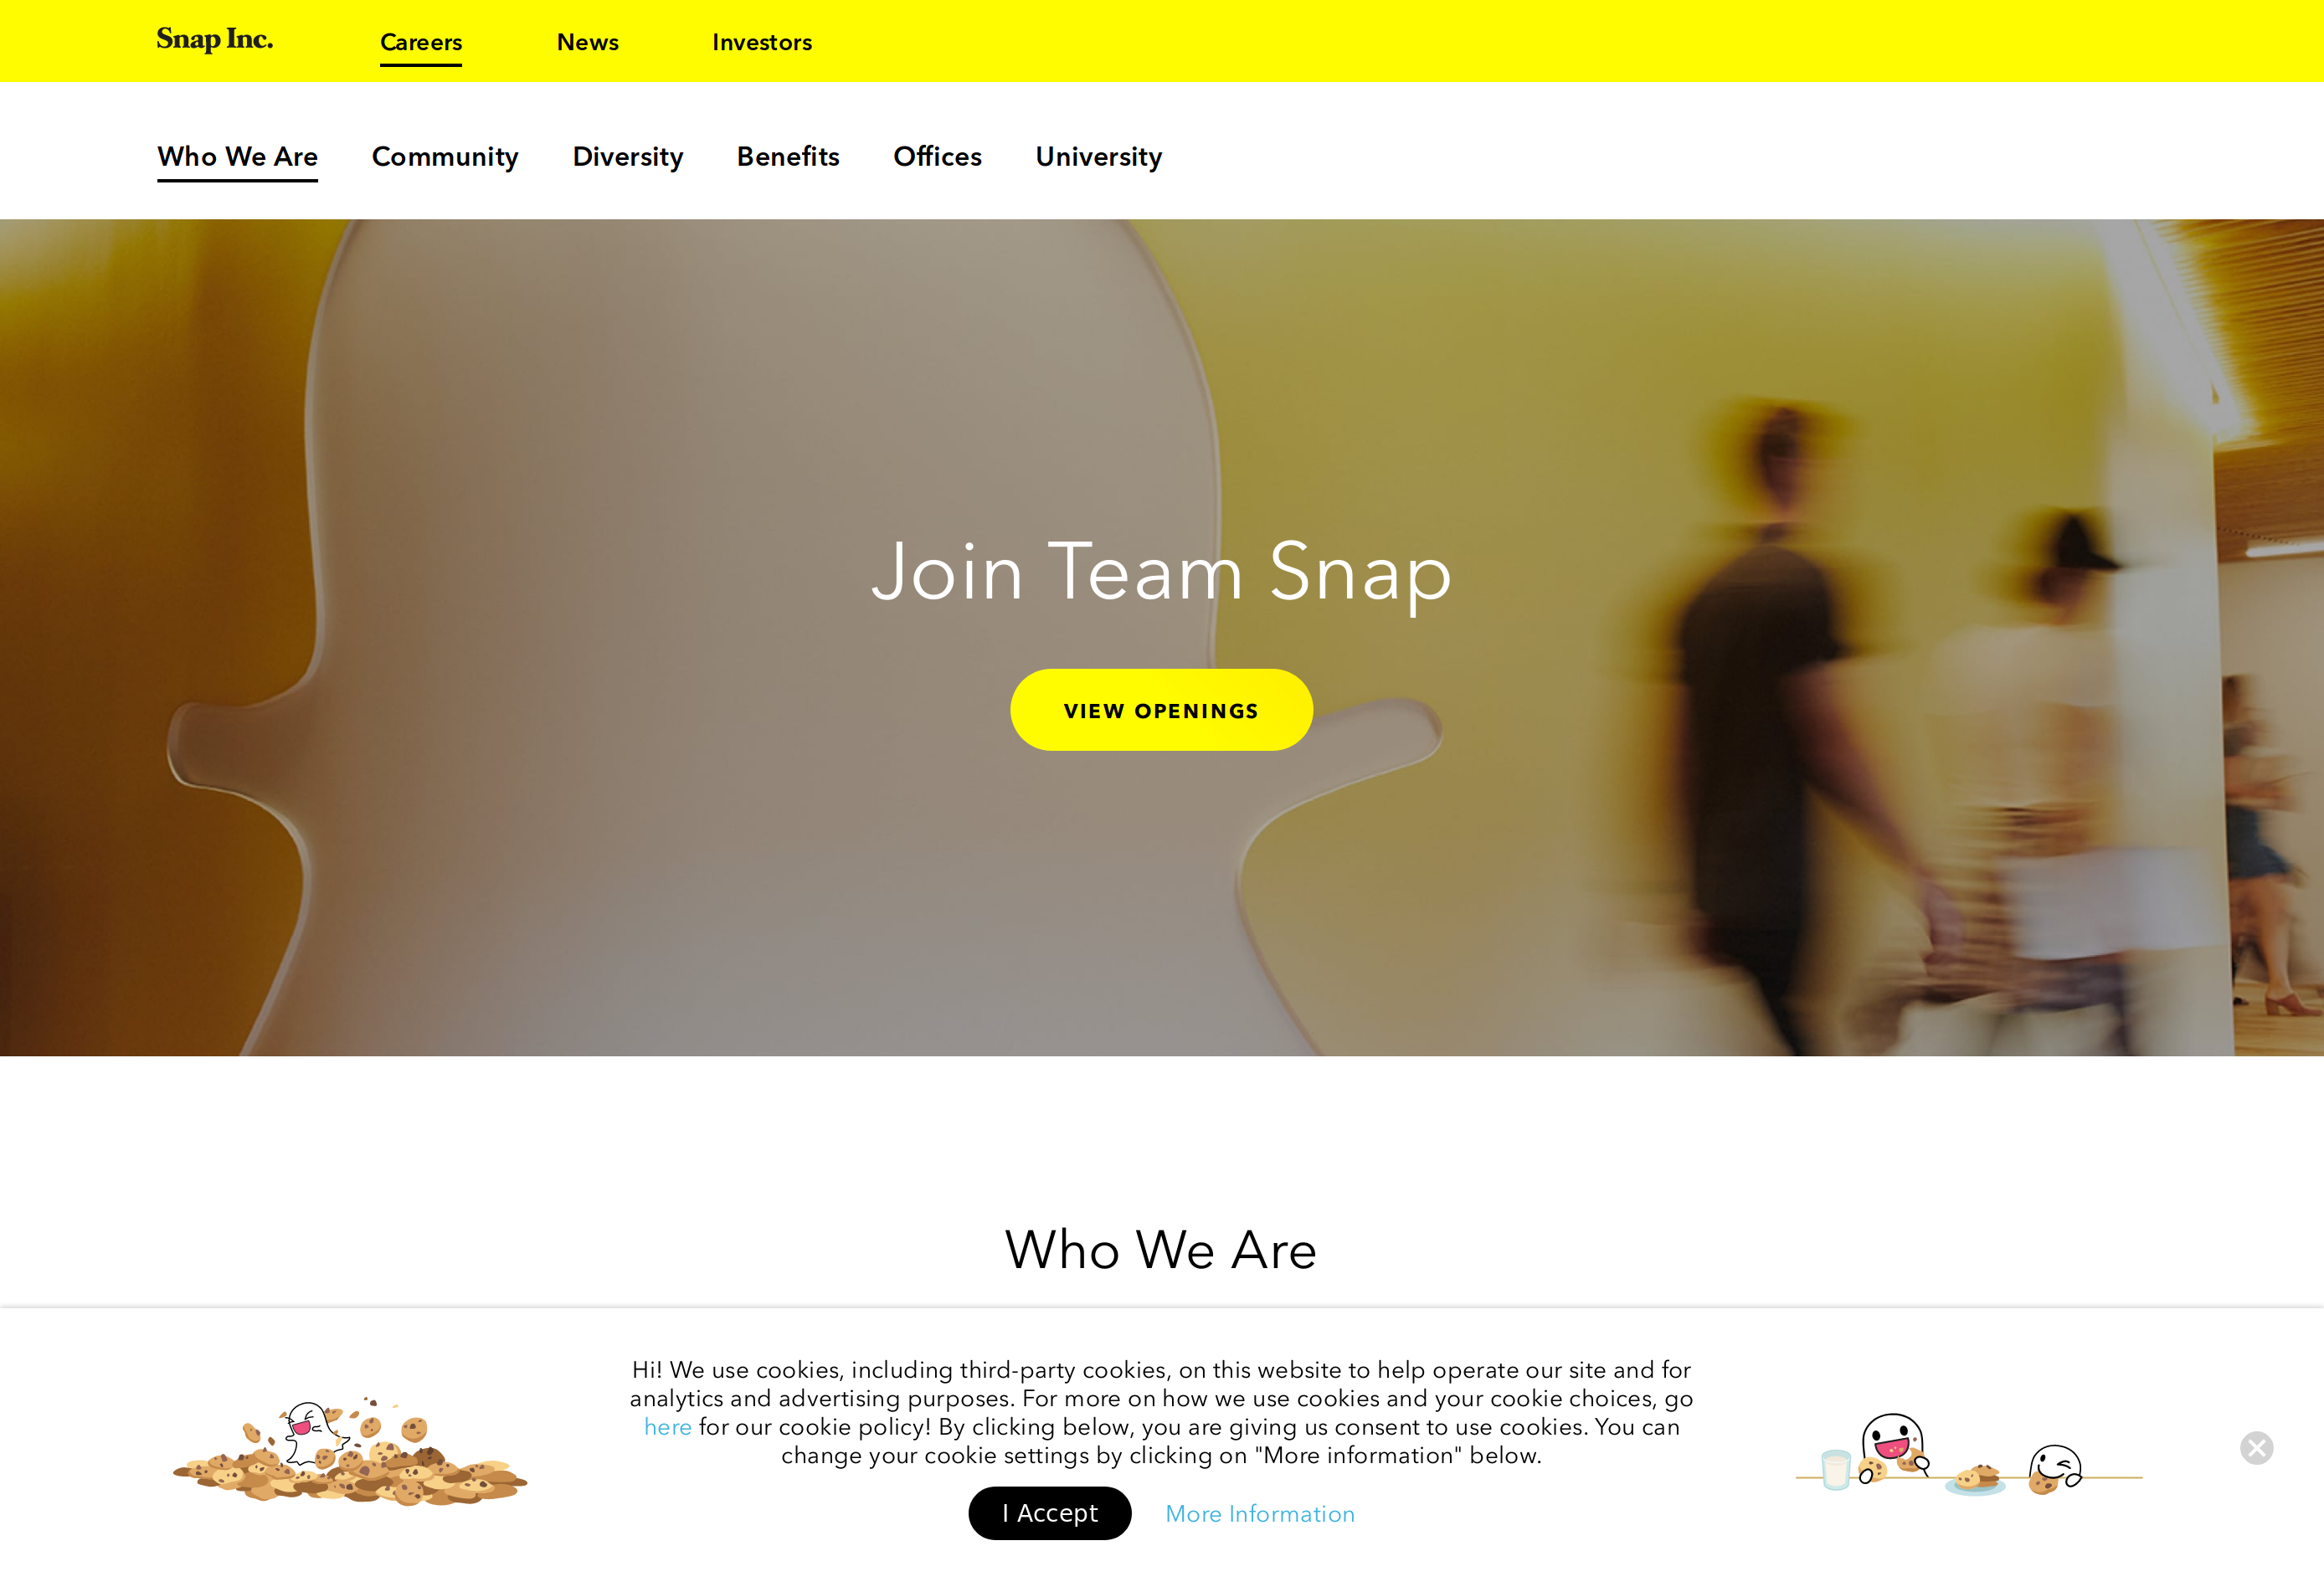 Snap Inc. Careers News Investors
Who We Are Community Diversity Benefits Offices University
Join Team Snap
VIEW OPENINGS
Who We Are
Hi! We use cookies, including third-party cookies, on this website to help operate our site and for
analytics and advertising purposes. For more on how we use cookies and your cookie choices, go
here for our cookie policy! By clicking below, you are giving us consent to use cookies. You can
change your cookie settings by clicking on "More information" below.
I Accept More Information